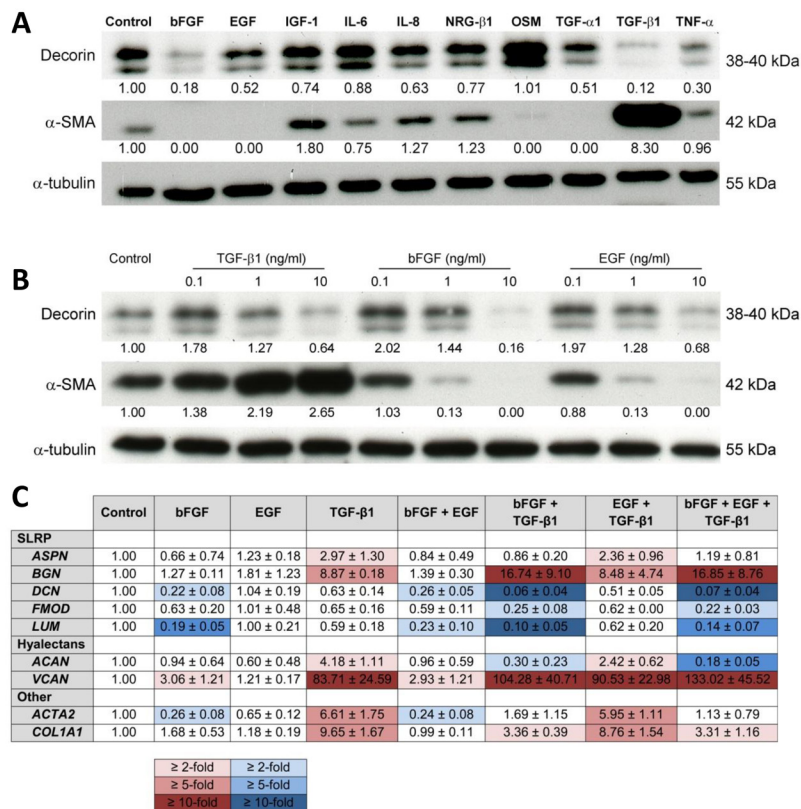 A
Control bFGF EGF IGF-1 IL-6 IL-8 NRG-β1 OSM TGF-α1 TGF-β1 TNF-α
Decorin 38-40 kDa
1.00 0.18 0.52 0.74 0.88 0.63 0.77 1.01 0.51 0.12 0.30
α-SMA 42 kDa
1.00 0.00 0.00 1.80 0.75 1.27 1.23 0.00 0.00 8.30 0.96
α-tubulin 55 kDa
B
Control TGF-β1 (ng/ml) bFGF (ng/ml) EGF (ng/ml)
0.1 1 10 0.1 1 10 0.1 1 10
Decorin 38-40 kDa
1.00 1.78 1.27 0.64 2.02 1.44 0.16 1.97 1.28 0.68
α-SMA 42 kDa
1.00 1.38 2.19 2.65 1.03 0.13 0.00 0.88 0.13 0.00
α-tubulin 55 kDa
C
Control bFGF EGF TGF-β1 bFGF + EGF bFGF + TGF-β1 EGF + TGF-β1 bFGF + EGF + TGF-β1
SLRP
ASPN 1.00 0.66 ± 0.74 1.23 ± 0.18 2.97 ± 1.30 0.84 ± 0.49 0.86 ± 0.20 2.36 ± 0.96 1.19 ± 0.81
BGN 1.00 1.27 ± 0.11 1.81 ± 1.23 8.87 ± 0.18 1.39 ± 0.30 16.74 ± 9.10 8.48 ± 4.74 16.85 ± 8.76
DCN 1.00 0.22 ± 0.08 1.04 ± 0.19 0.63 ± 0.14 0.26 ± 0.05 0.06 ± 0.04 0.51 ± 0.05 0.07 ± 0.04
FMOD 1.00 0.63 ± 0.20 1.01 ± 0.48 0.65 ± 0.16 0.59 ± 0.11 0.25 ± 0.08 0.62 ± 0.00 0.22 ± 0.03
LUM 1.00 0.19 ± 0.05 1.00 ± 0.21 0.59 ± 0.18 0.23 ± 0.10 0.10 ± 0.05 0.62 ± 0.20 0.14 ± 0.07
Hyalectans
ACAN 1.00 0.94 ± 0.64 0.60 ± 0.48 4.18 ± 1.11 0.96 ± 0.59 0.30 ± 0.23 2.42 ± 0.62 0.18 ± 0.05
VCAN 1.00 3.06 ± 1.21 1.21 ± 0.17 83.71 ± 24.59 2.93 ± 1.21 104.28 ± 40.71 90.53 ± 22.98 133.02 ± 45.52
Other
ACTA2 1.00 0.26 ± 0.08 0.65 ± 0.12 6.61 ± 1.75 0.24 ± 0.08 1.69 ± 1.15 5.95 ± 1.11 1.13 ± 0.79
COL1A1 1.00 1.68 ± 0.53 1.18 ± 0.19 9.65 ± 1.67 0.99 ± 0.11 3.36 ± 0.39 8.76 ± 1.54 3.31 ± 1.16
≥ 2-fold ≥ 2-fold
≥ 5-fold ≥ 5-fold
≥ 10-fold ≥ 10-fold